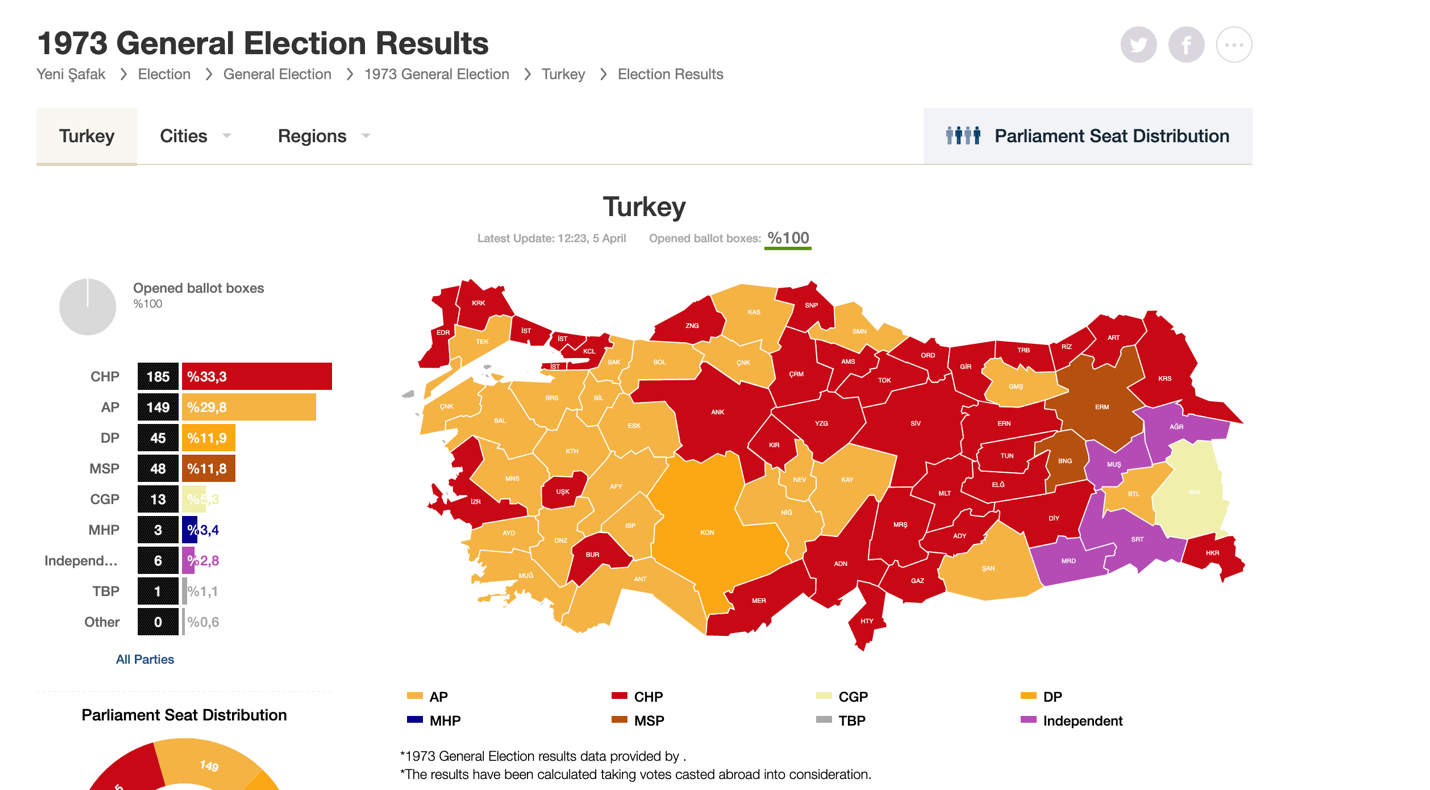 1973 General Election Results
Yeni Şafak > Election > General Election > 1973 General Election > Turkey > Election Results
Turkey Cities Regions Parliament Seat Distribution
Turkey
Latest Update: 12:23, 5 April Opened ballot boxes: %100
Opened ballot boxes
%100
CHP 185 %33,3
AP 149 %29,8
DP 45 %11,9
MSP 48 %11,8
CGP 13 %5,3
MHP 3 %3,4
Independ... 6 %2,8
TBP 1 %1,1
Other 0 %0,6
All Parties
Parliament Seat Distribution
149
KRK
EDR
TEK
İST
İST
KCL
İST
SAK
BOL
ZNG
KAS
ÇNK
SNP
SMN
ÇRM
AMS
TOK
ORD
GİR
TRB
GMŞ
RİZ
ART
KRS
ERM
AĞR
ÇNK
BAL
BRS
BİL
ESK
ANK
KIR
YZG
SİV
ERN
TUN
BNG
MUŞ
VAN
BTL
İZR
MNS
UŞK
KTH
AFY
NEV
KAY
NİĞ
KON
MLT
ELĞ
DİY
AYD
DNZ
ISP
BUR
MUĞ
ANT
MER
ADN
MRŞ
ADY
GAZ
HTY
ŞAN
MRD
SRT
HKR
AP CHP CGP DP
MHP MSP TBP Independent
*1973 General Election results data provided by .
*The results have been calculated taking votes casted abroad into consideration.